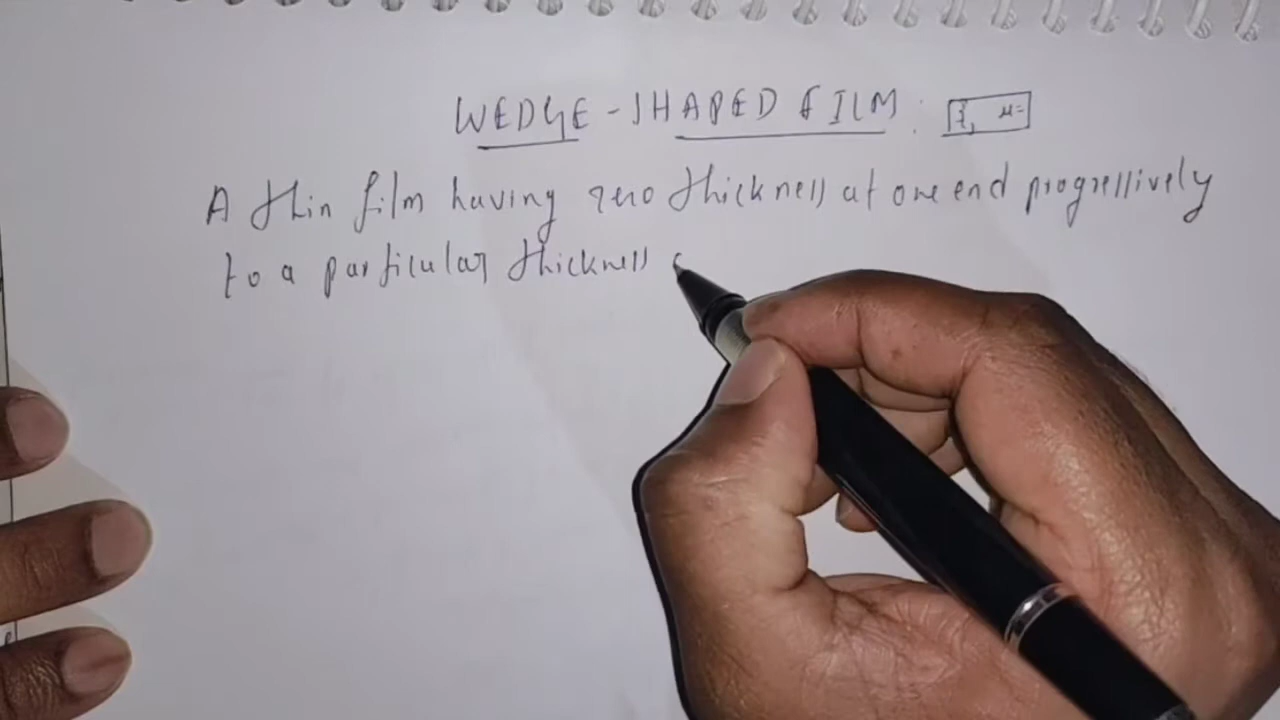 WEDGE-SHAPED FILM : t, μ=
A thin film having zero thickness at one end progressively
to a particular thickness